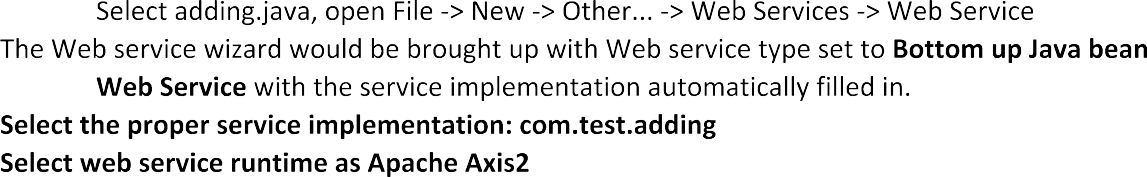 Select adding.java, open File -> New -> Other... -> Web Services -> Web Service
The Web service wizard would be brought up with Web service type set to Bottom up Java bean
Web Service with the service implementation automatically filled in.
Select the proper service implementation: com.test.adding
Select web service runtime as Apache Axis2